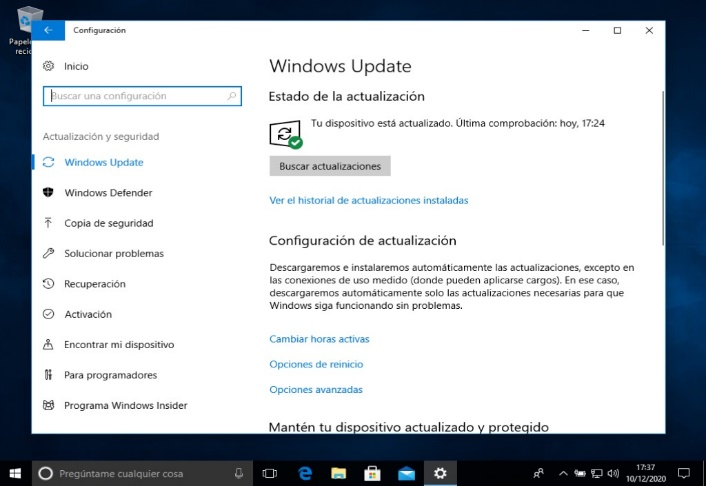 Papele
recic
Configuración
Inicio
Buscar una configuración
Actualización y seguridad
Windows Update
Windows Defender
Copia de seguridad
Solucionar problemas
Recuperación
Activación
Encontrar mi dispositivo
Para programadores
Programa Windows Insider
Windows Update
Estado de la actualización
Tu dispositivo está actualizado. Última comprobación: hoy, 17:24
Buscar actualizaciones
Ver el historial de actualizaciones instaladas
Configuración de actualización
Descargaremos e instalaremos automáticamente las actualizaciones, excepto en
las conexiones de uso medido (donde pueden aplicarse cargos). En ese caso,
descargaremos automáticamente solo las actualizaciones necesarias para que
Windows siga funcionando sin problemas.
Cambiar horas activas
Opciones de reinicio
Opciones avanzadas
Mantén tu dispositivo actualizado y protegido
Pregúntame cualquier cosa
17:37
10/12/2020